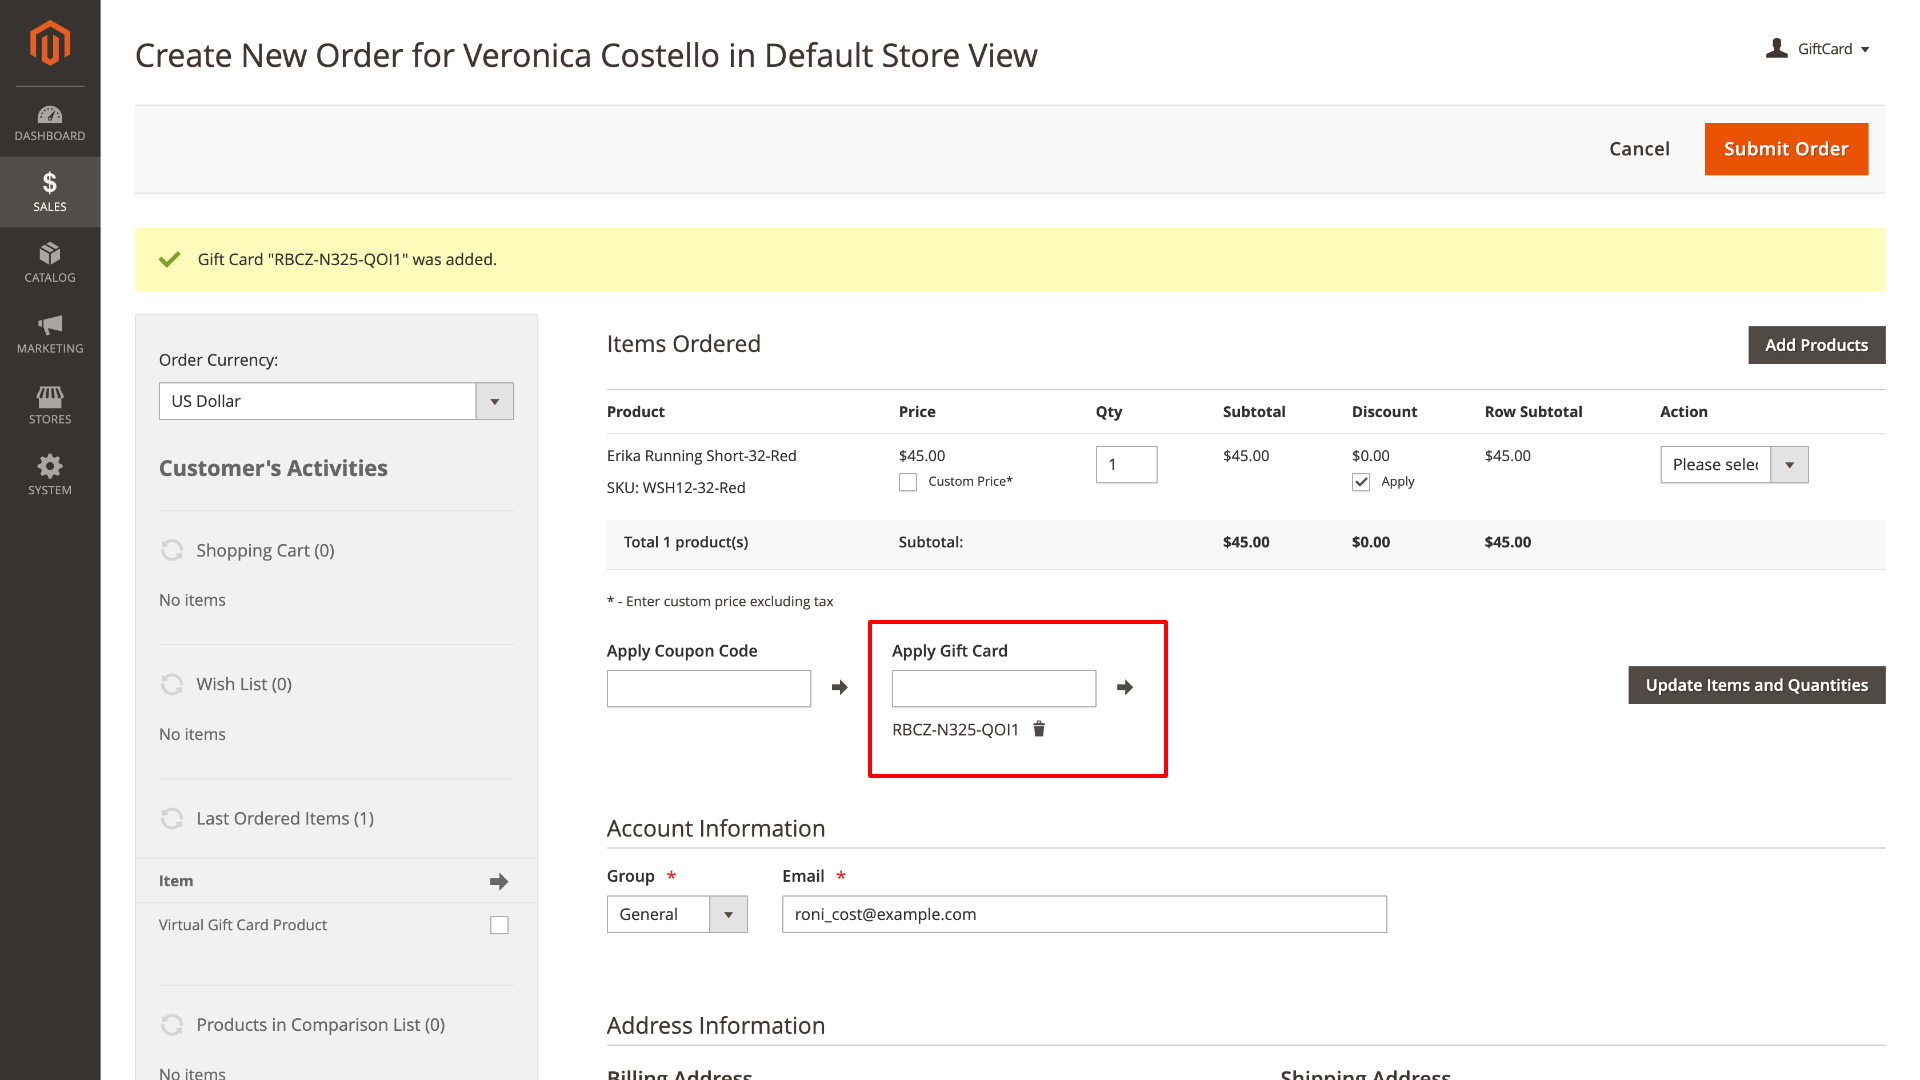 Create New Order for Veronica Costello in Default Store View
GiftCard
DASHBOARD
SALES
CATALOG
MARKETING
STORES
SYSTEM
Cancel
Submit Order
Gift Card "RBCZ-N325-QOI1" was added.
Order Currency:
US Dollar
Customer's Activities
Shopping Cart (0)
No items
Wish List (0)
No items
Last Ordered Items (1)
Item
Virtual Gift Card Product
Products in Comparison List (0)
No items
Items Ordered
Add Products
Product Price Qty Subtotal Discount Row Subtotal Action
Erika Running Short-32-Red $45.00 1 $45.00 $0.00 $45.00 Please selec
SKU: WSH12-32-Red Custom Price* Apply
Total 1 product(s) Subtotal: $45.00 $0.00 $45.00
* - Enter custom price excluding tax
Apply Coupon Code
Apply Gift Card
RBCZ-N325-QOI1
Update Items and Quantities
Account Information
Group * Email *
General roni_cost@example.com
Address Information
Billing Address Shipping Address